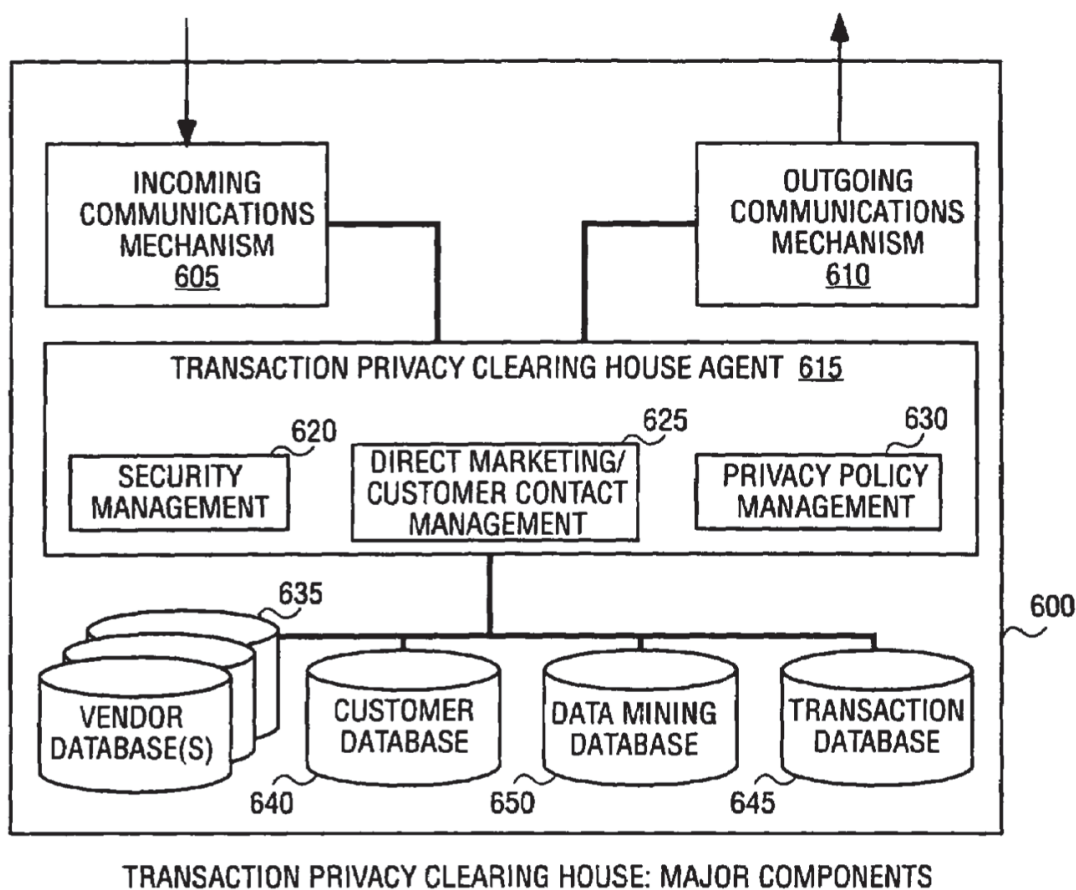 INCOMING
COMMUNICATIONS
MECHANISM
605
OUTGOING
COMMUNICATIONS
MECHANISM
610
TRANSACTION PRIVACY CLEARING HOUSE AGENT 615
620
SECURITY
MANAGEMENT
625
DIRECT MARKETING/
CUSTOMER CONTACT
MANAGEMENT
630
PRIVACY POLICY
MANAGEMENT
600
635
VENDOR
DATABASE(S)
CUSTOMER
DATABASE
640
DATA MINING
DATABASE
650
TRANSACTION
DATABASE
645
TRANSACTION PRIVACY CLEARING HOUSE: MAJOR COMPONENTS